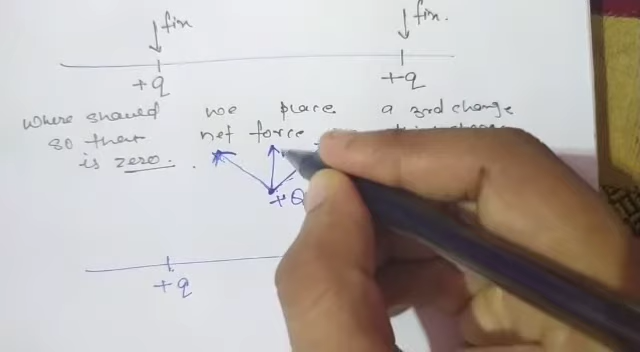 fix fix.
+q +q
Where should we place a 3rd charge
so that net force
is zero.
+Q
+q